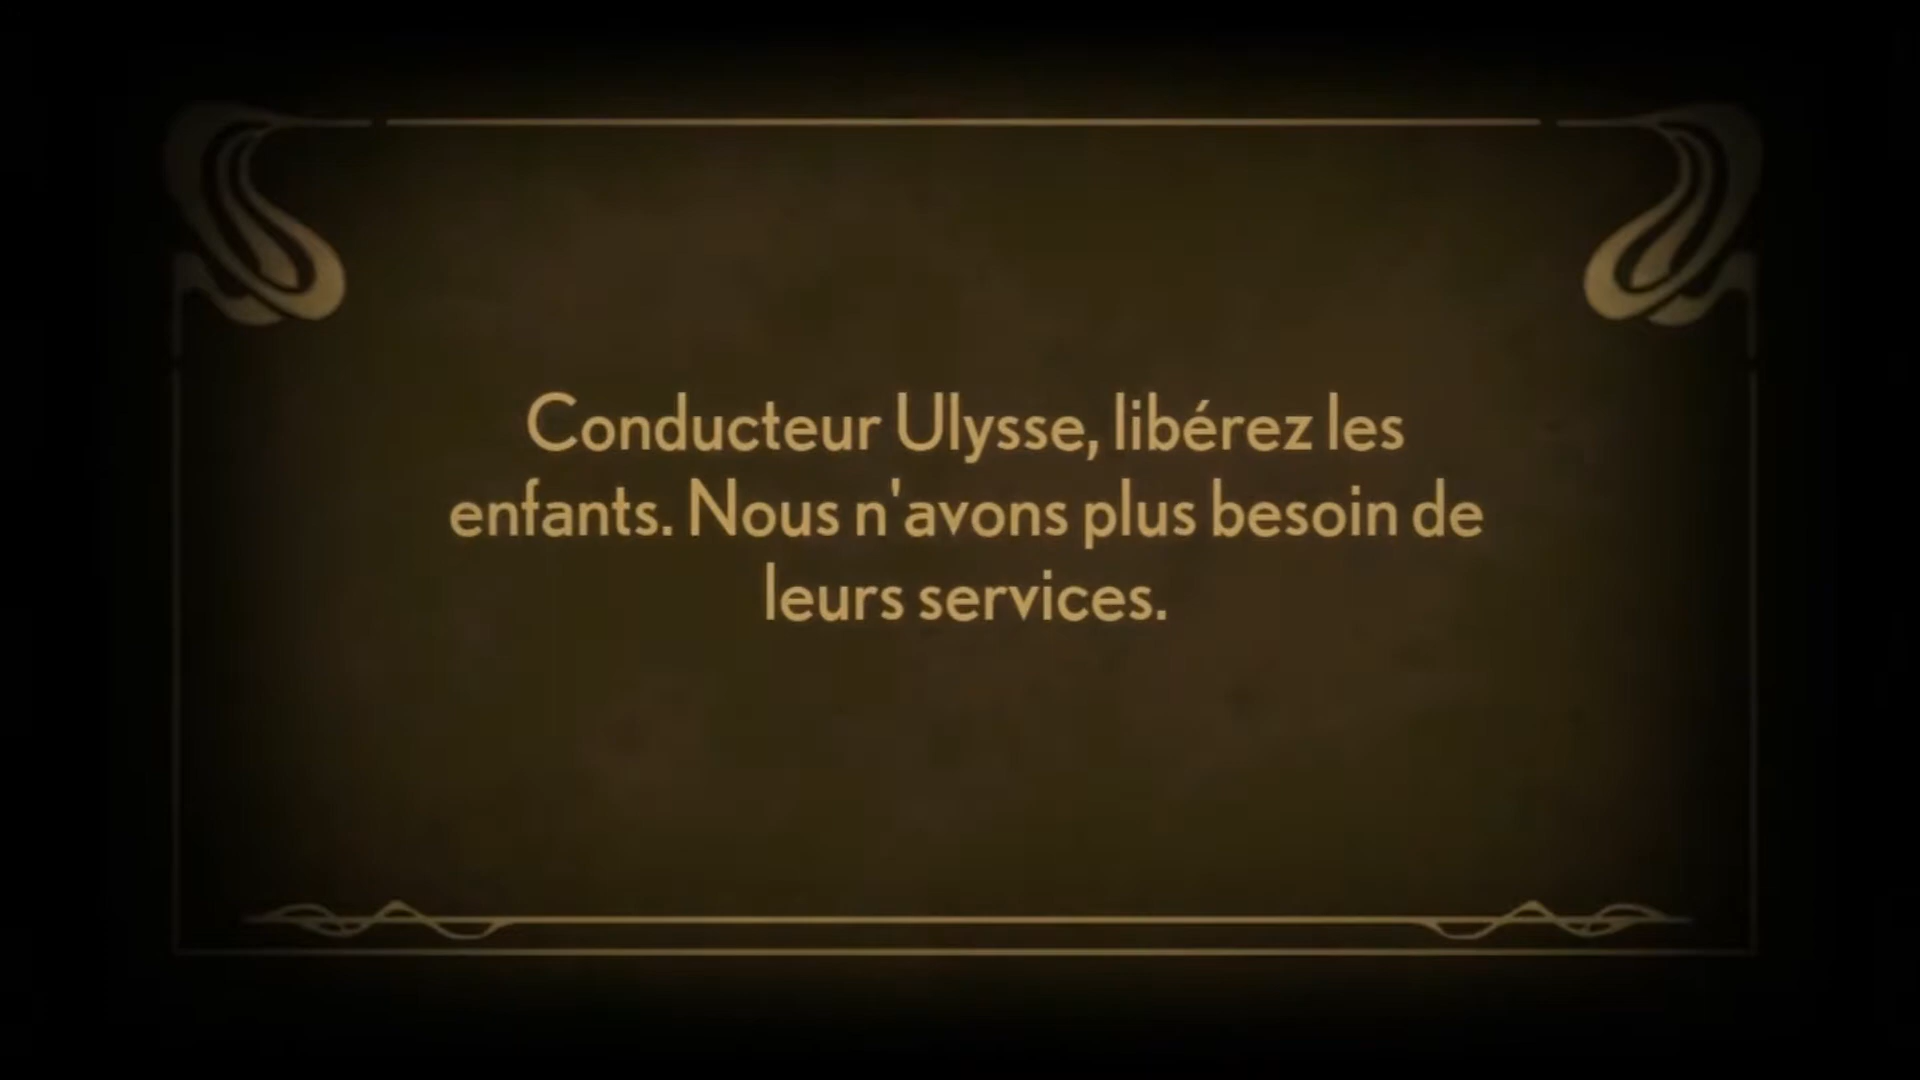 Conducteur Ulysse, libérez les
enfants. Nous n'avons plus besoin de
leurs services.